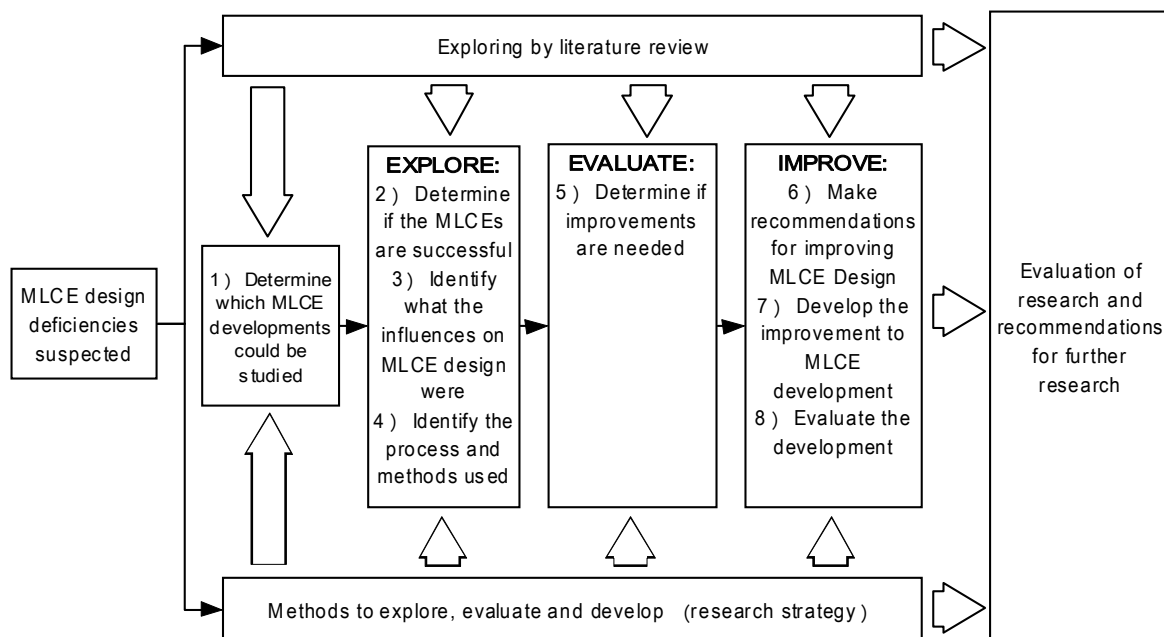 Exploring by literature review
MLCE design
deficiencies
suspected
1) Determine
which MLCE
developments
could be
studied
EXPLORE:
2) Determine
if the MLCEs
are successful
3) Identify
what the
influences on
MLCE design
were
4) Identify the
process and
methods used
EVALUATE:
5) Determine if
improvements
are needed
IMPROVE:
6) Make
recommendations
for improving
MLCE Design
7) Develop the
improvement to
MLCE
development
8) Evaluate the
development
Evaluation of
research and
recommendations
for further
research
Methods to explore, evaluate and develop (research strategy)